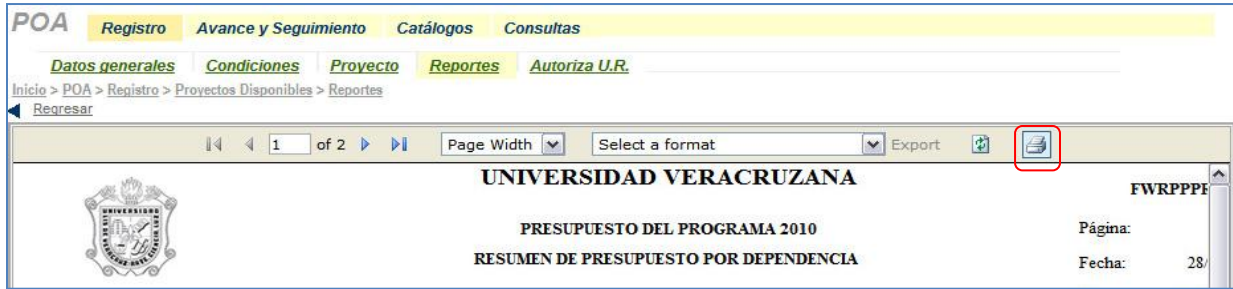 POA Registro Avance y Seguimiento Catálogos Consultas
Datos generales Condiciones Proyecto Reportes Autoriza U.R.
Inicio > POA > Registro > Proyectos Disponibles > Reportes
Regresar
1 of 2 Page Width Select a format Export
UNIVERSIDAD VERACRUZANA
FWRPPPF
PRESUPUESTO DEL PROGRAMA 2010 Página:
RESUMEN DE PRESUPUESTO POR DEPENDENCIA Fecha: 28/